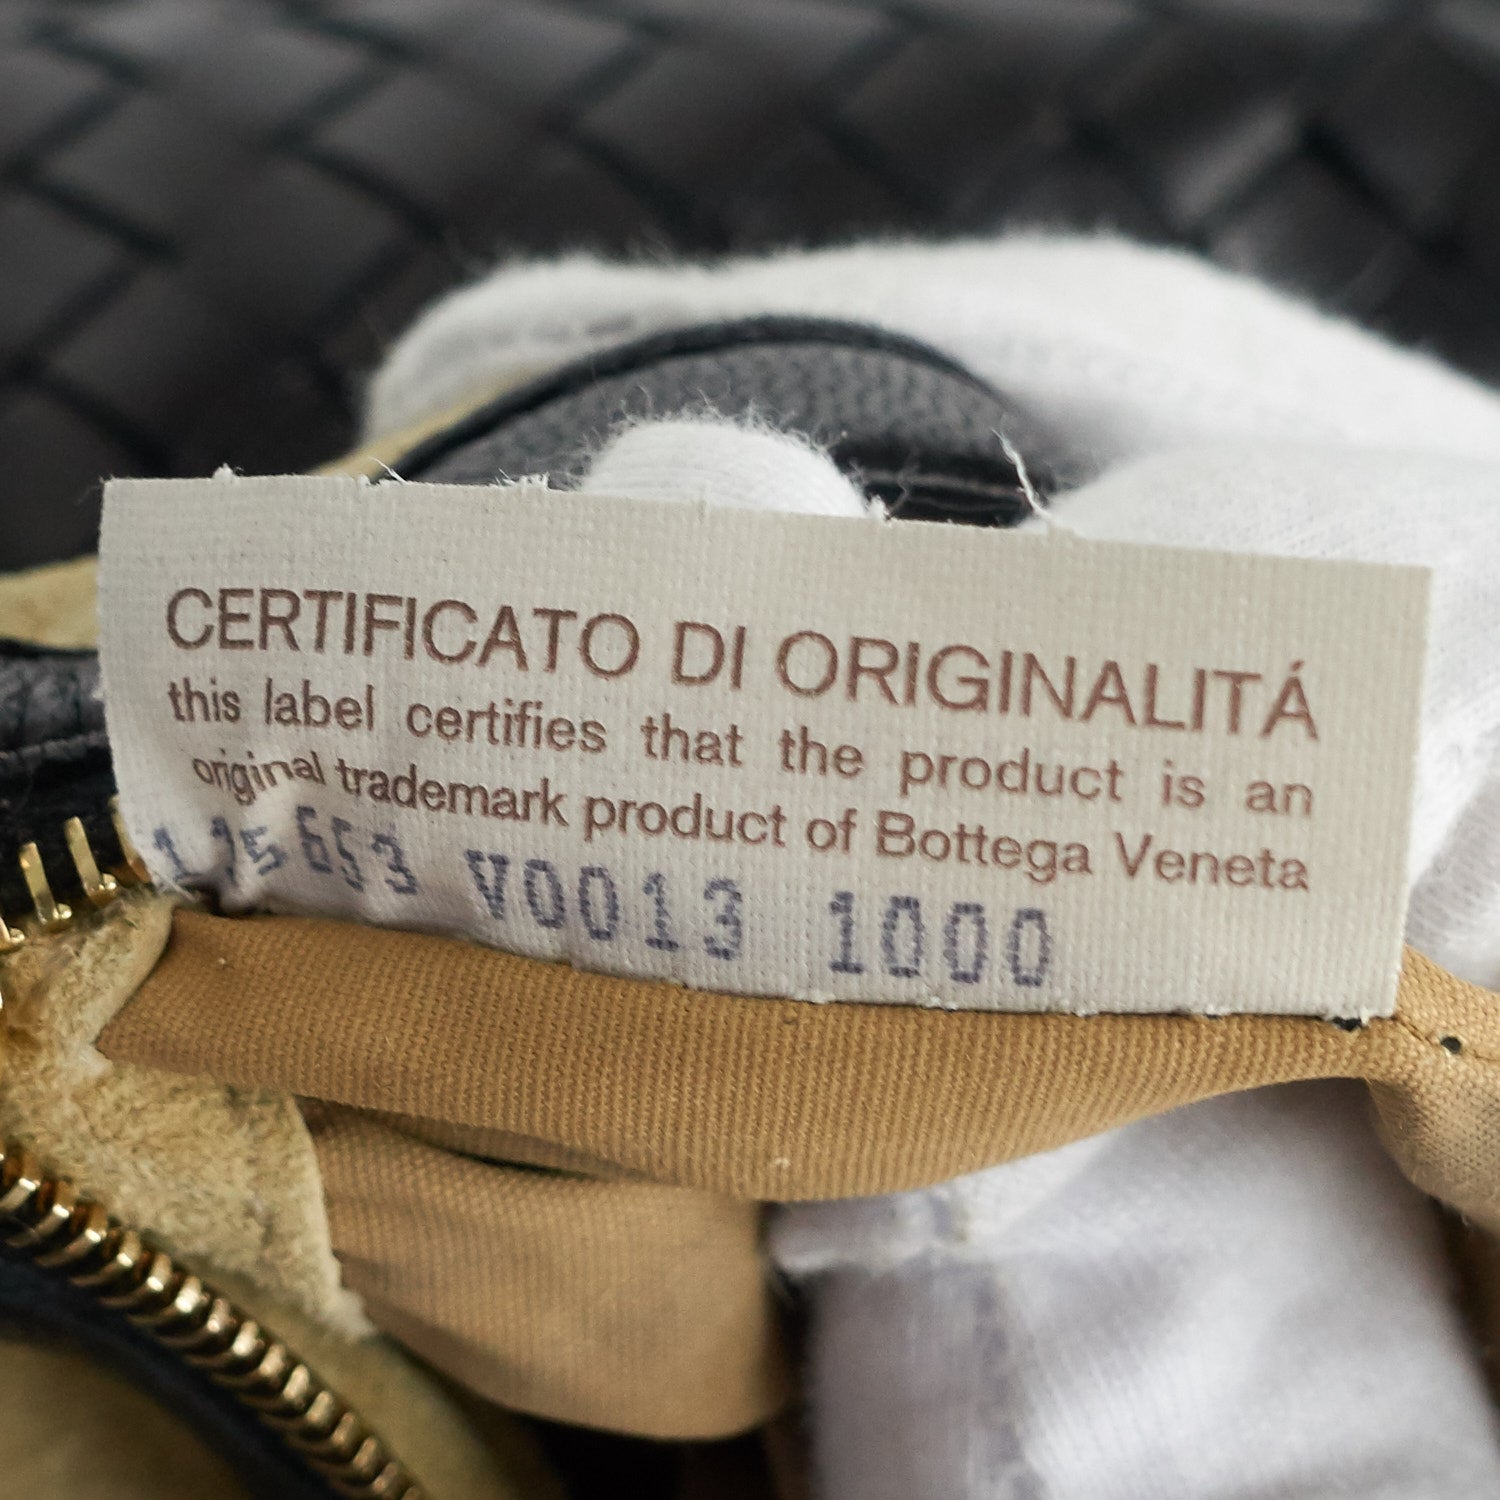 CERTIFICATO DI ORIGINALITÁ
this label certifies that the product is an
original trademark product of Bottega Veneta
V0013 1000